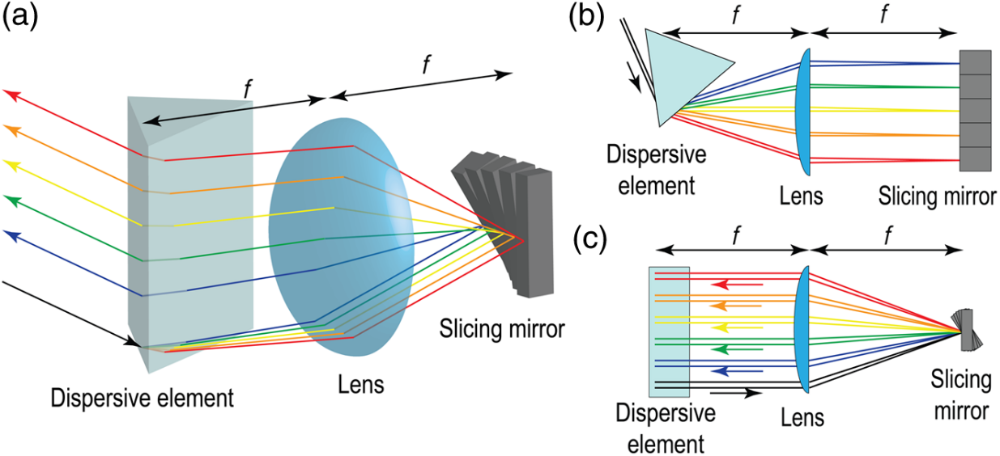 (a)
f
f
Dispersive element
Lens
Slicing mirror
(b)
f
f
Dispersive
element
Lens
Slicing mirror
(c)
f
f
Dispersive
element
Lens
Slicing
mirror